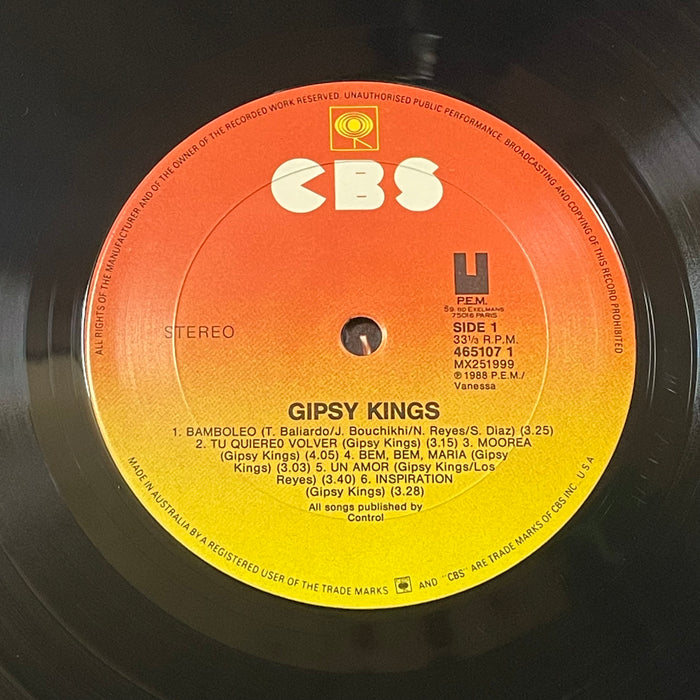 ALL RIGHTS OF THE MANUFACTURER AND OF THE OWNER OF THE RECORDED WORK RESERVED. UNAUTHORISED PUBLIC PERFORMANCE, BROADCASTING AND COPYING OF THIS RECORD PROHIBITED
CBS
P.E.M.
59, BD EXELMANS
75016 PARIS
STEREO
SIDE 1
33⅓ R.P.M.
465107 1
MX251999
℗ 1988 P.E.M./
Vanessa
GIPSY KINGS
1. BAMBOLEO (T. Baliardo/J. Bouchikhi/N. Reyes/S. Diaz) (3.25)
2. TU QUIERE0 VOLVER (Gipsy Kings) (3.15) 3. MOOREA
(Gipsy Kings) (4.05) 4. BEM, BEM, MARIA (Gipsy
Kings) (3.03) 5. UN AMOR (Gipsy Kings/Los
Reyes) (3.40) 6. INSPIRATION
(Gipsy Kings) (3.28)
All songs published by
Control
MADE IN AUSTRALIA BY A REGISTERED USER OF THE TRADE MARKS AND "CBS" ARE TRADE MARKS OF CBS INC. U S A